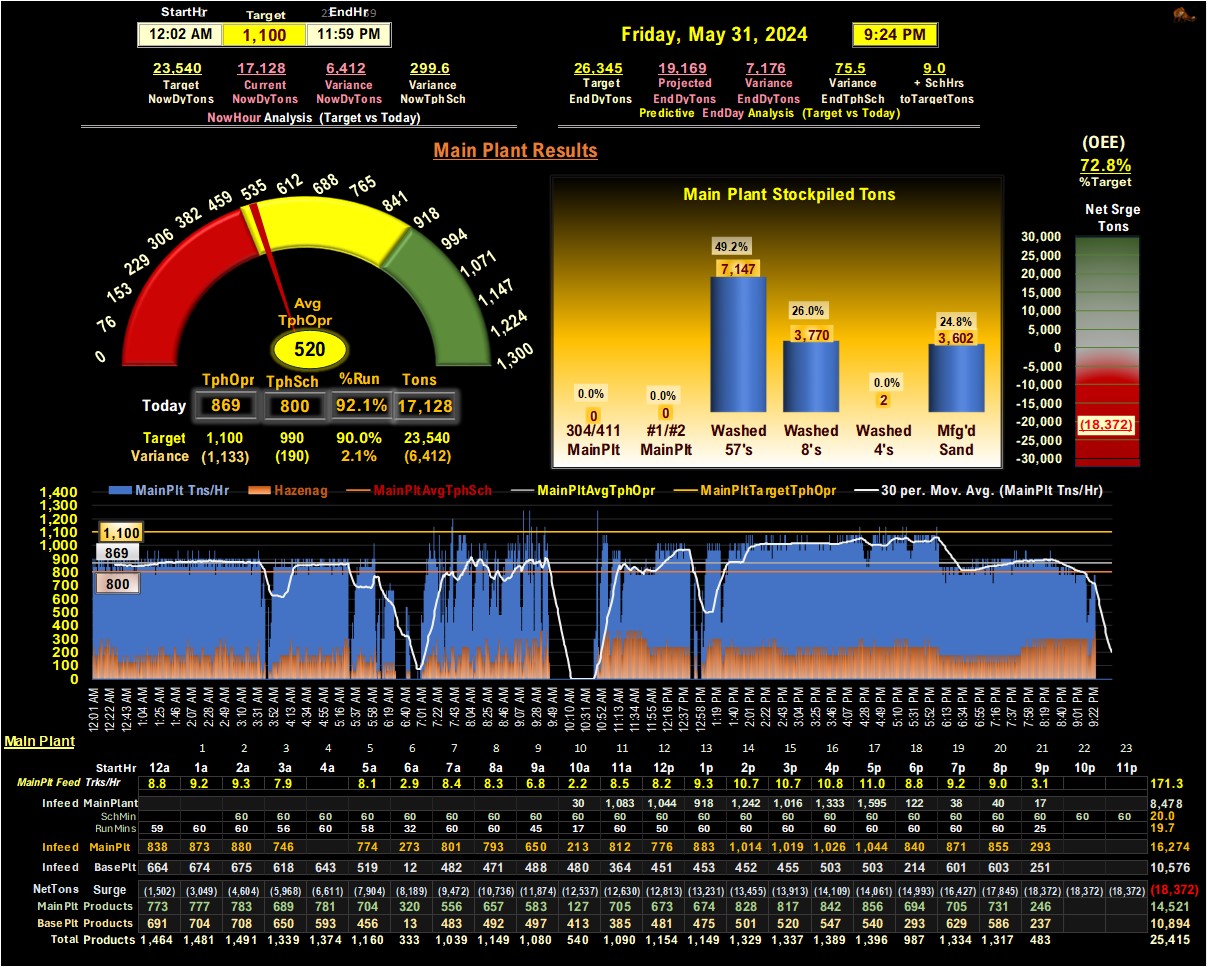 StartHr Target EndHr
12:02 AM 1,100 11:59 PM
Friday, May 31, 2024 9:24 PM
23,540 17,128 6,412 299.6
Target Current Variance Variance
NowDyTons NowDyTons NowDyTons NowTphSch
NowHour Analysis (Target vs Today)
26,345 19,169 7,176 75.5 9.0
Target Projected Variance Variance + SchHrs
EndDyTons EndDyTons EndDyTons EndTphSch toTargetTons
Predictive EndDay Analysis (Target vs Today)
Main Plant Results
(OEE)
72.8%
%Target
Net Srge
Tons
30,000
25,000
20,000
15,000
10,000
5,000
0
-5,000
-10,000
-15,000
(18,372)
-20,000
-25,000
-30,000
0 76 153 229 306 382 459 535 612 688 765 841 918 994 1,071 1,147 1,224 1,300
Avg
TphOpr
520
TphOpr TphSch %Run Tons
Today 869 800 92.1% 17,128
Target 1,100 990 90.0% 23,540
Variance (1,133) (190) 2.1% (6,412)
Main Plant Stockpiled Tons
0.0% 0.0% 49.2% 26.0% 0.0% 24.8%
0 0 7,147 3,770 2 3,602
304/411 #1/#2 Washed Washed Washed Mfg'd
MainPlt MainPlt 57's 8's 4's Sand
MainPlt Tns/Hr Hazenag MainPltAvgTphSch MainPltAvgTphOpr MainPltTargetTphOpr 30 per. Mov. Avg. (MainPlt Tns/Hr)
1,400
1,300
1,200
1,100
1,000
900
800
700
600
500
400
300
200
100
0
1,100
869
800
12:01 AM 12:22 AM 12:43 AM 1:04 AM 1:25 AM 1:46 AM 2:07 AM 2:28 AM 2:49 AM 3:10 AM 3:31 AM 3:52 AM 4:13 AM 4:34 AM 4:55 AM 5:16 AM 5:37 AM 5:58 AM 6:19 AM 6:40 AM 7:01 AM 7:22 AM 7:43 AM 8:04 AM 8:25 AM 8:46 AM 9:07 AM 9:28 AM 9:49 AM 10:10 AM 10:31 AM 10:52 AM 11:13 AM 11:34 AM 11:55 AM 12:16 PM 12:37 PM 12:58 PM 1:19 PM 1:40 PM 2:01 PM 2:22 PM 2:43 PM 3:04 PM 3:25 PM 3:46 PM 4:07 PM 4:28 PM 4:49 PM 5:10 PM 5:31 PM 5:52 PM 6:13 PM 6:34 PM 6:55 PM 7:16 PM 7:37 PM 7:58 PM 8:19 PM 8:40 PM 9:01 PM 9:22 PM
Main Plant
1 2 3 4 5 6 7 8 9 10 11 12 13 14 15 16 17 18 19 20 21 22 23
StartHr 12a 1a 2a 3a 4a 5a 6a 7a 8a 9a 10a 11a 12p 1p 2p 3p 4p 5p 6p 7p 8p 9p 10p 11p
MainPlt Feed Trks/Hr 8.8 9.2 9.3 7.9 8.1 2.9 8.4 8.3 6.8 2.2 8.5 8.2 9.3 10.7 10.7 10.8 11.0 8.8 9.2 9.0 3.1 171.3
Infeed MainPlant 30 1,083 1,044 918 1,242 1,016 1,333 1,595 122 38 40 17 8,478
SchMin 60 60 60 60 60 60 60 60 60 60 60 60 60 60 60 60 60 60 60 60 60 60 20.0
RunMins 59 60 60 56 60 58 32 60 60 45 17 60 50 60 60 60 60 60 60 60 60 25 19.7
Infeed MainPlt 838 873 880 746 774 273 801 793 650 213 812 776 883 1,014 1,019 1,026 1,044 840 871 855 293 16,274
Infeed BasePlt 664 674 675 618 643 519 12 482 471 488 480 364 451 453 452 455 503 503 214 601 603 251 10,576
NetTons Surge (1,502) (3,049) (4,604) (5,968) (6,611) (7,904) (8,189) (9,472) (10,736) (11,874) (12,537) (12,630) (12,813) (13,231) (13,455) (13,913) (14,109) (14,061) (14,993) (16,427) (17,845) (18,372) (18,372) (18,372) (18,372)
MainPlt Products 773 777 783 689 781 704 320 556 657 583 127 705 673 674 828 817 842 856 694 705 731 246 14,521
BasePlt Products 691 704 708 650 593 456 13 483 492 497 413 385 481 475 501 520 547 540 293 629 586 237 10,894
Total Products 1,464 1,481 1,491 1,339 1,374 1,160 333 1,039 1,149 1,080 540 1,090 1,154 1,149 1,329 1,337 1,389 1,396 987 1,334 1,317 483 25,415